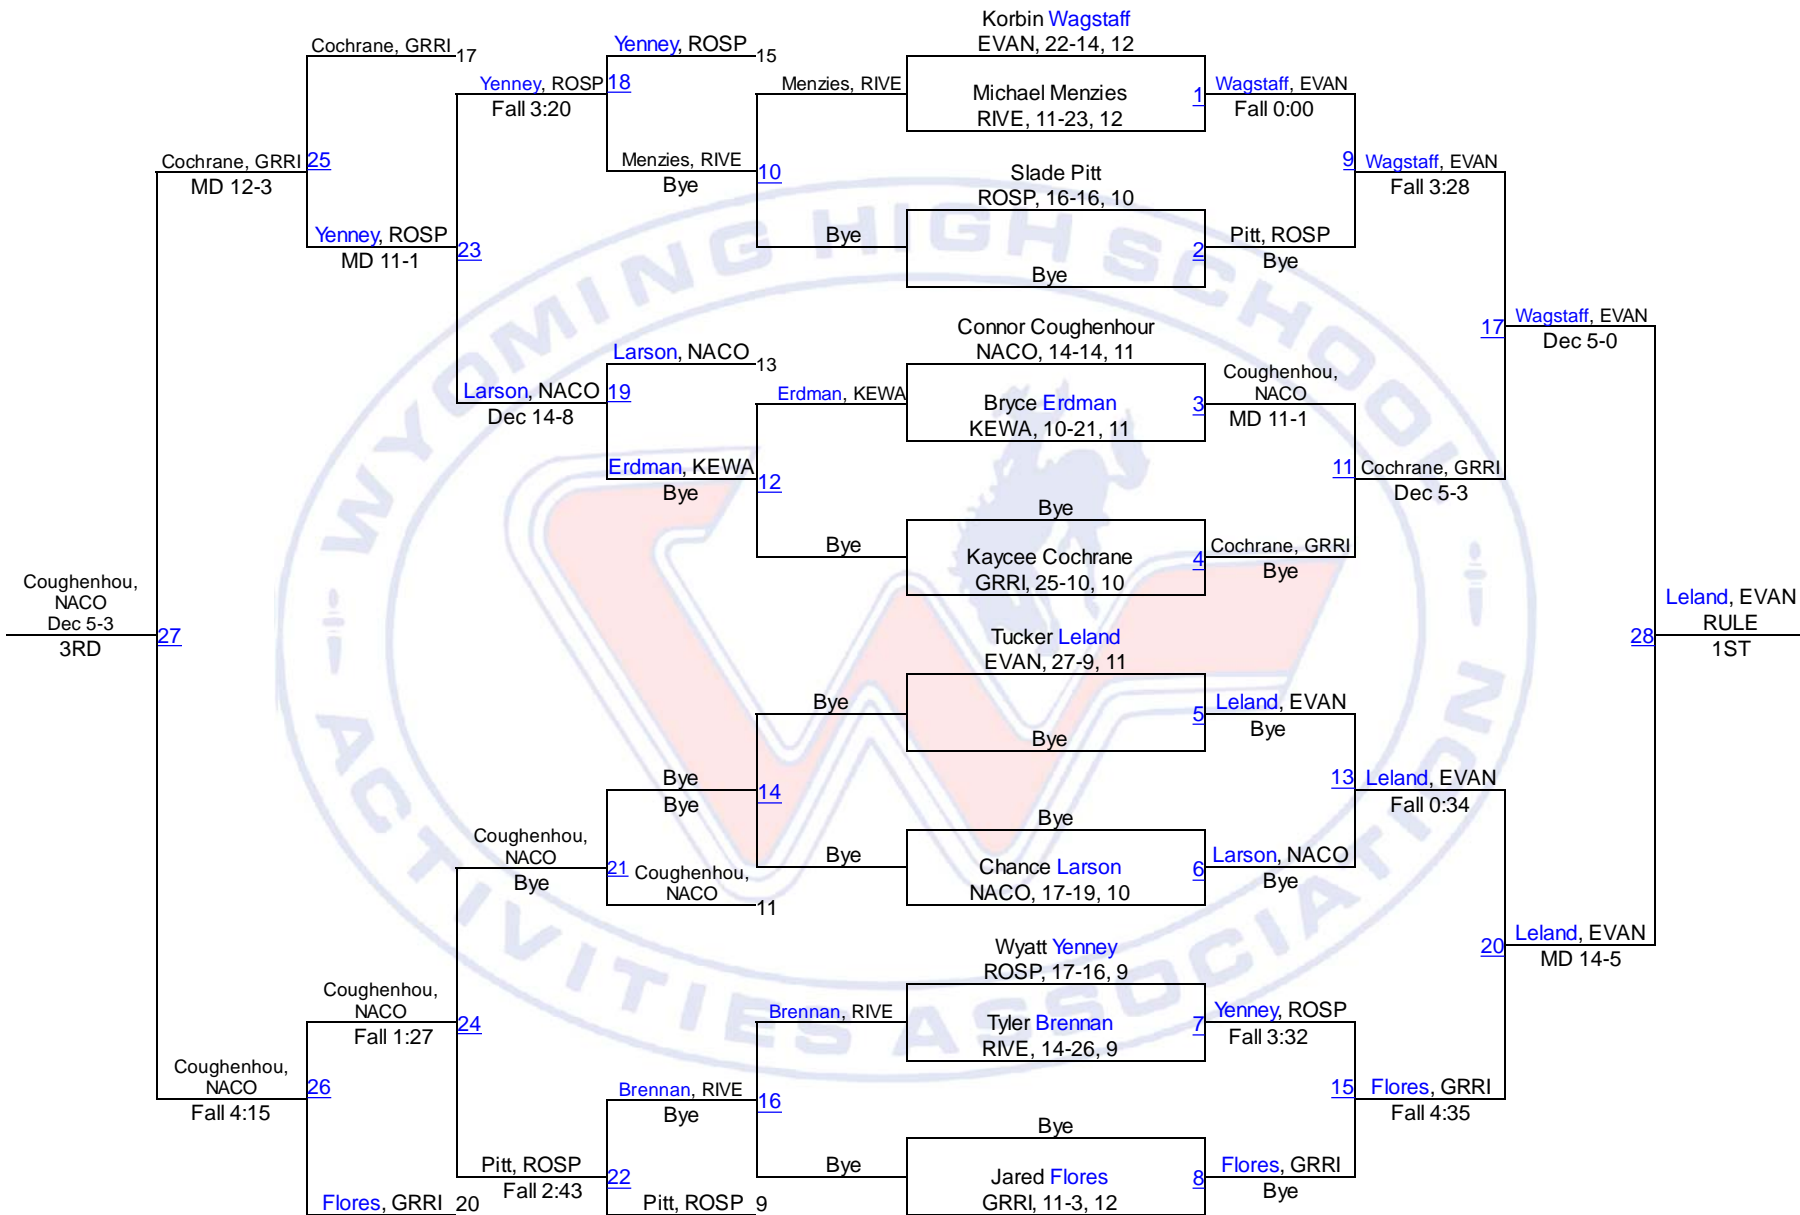 Cochrane, GRRI 17
Cochrane, GRRI 25
MD 12-3
Yenney, ROSP 23
MD 11-1
Yenney, ROSP 18
Fall 3:20
Yenney, ROSP 15
Menzies, RIVE 10
Bye
Larson, NACO 19
Dec 14-8
Larson, NACO 13
Erdman, KEWA 12
Bye
Menzies, RIVE
Bye
Erdman, KEWA
Bye
Coughenhou,
NACO
Dec 5-3
27
3RD
Bye
Bye
14
Bye
Bye
Coughenhou,
NACO
Bye
21
Coughenhou,
NACO
11
Coughenhou,
NACO
Fall 1:27
24
Coughenhou,
NACO
Fall 4:15
26
Flores, GRRI 20
Pitt, ROSP
Fall 2:43
22
Brennan, RIVE
Bye
16
Pitt, ROSP 9
Brennan, RIVE
Bye
Korbin Wagstaff
EVAN, 22-14, 12
Michael Menzies
RIVE, 11-23, 12
1
Slade Pitt
ROSP, 16-16, 10
Bye
2
Connor Coughenhour
NACO, 14-14, 11
Bryce Erdman
KEWA, 10-21, 11
3
Bye
Kaycee Cochrane
GRRI, 25-10, 10
4
Tucker Leland
EVAN, 27-9, 11
Bye
5
Bye
Chance Larson
NACO, 17-19, 10
6
Wyatt Yenney
ROSP, 17-16, 9
Tyler Brennan
RIVE, 14-26, 9
7
Bye
Jared Flores
GRRI, 11-3, 12
8
Wagstaff, EVAN
Fall 0:00
Pitt, ROSP
Bye
9
Wagstaff, EVAN
Fall 3:28
Coughenhou,
NACO
MD 11-1
Cochrane, GRRI
Bye
11
Cochrane, GRRI
Dec 5-3
17
Wagstaff, EVAN
Dec 5-0
Leland, EVAN
Bye
Larson, NACO
Bye
13
Leland, EVAN
Fall 0:34
Yenney, ROSP
Fall 3:32
Flores, GRRI
Bye
15
Flores, GRRI
Fall 4:35
20
Leland, EVAN
MD 14-5
28
Leland, EVAN
RULE
1ST
WYOMING HIGH SCHOOL
ACTIVITIES ASSOCIATION